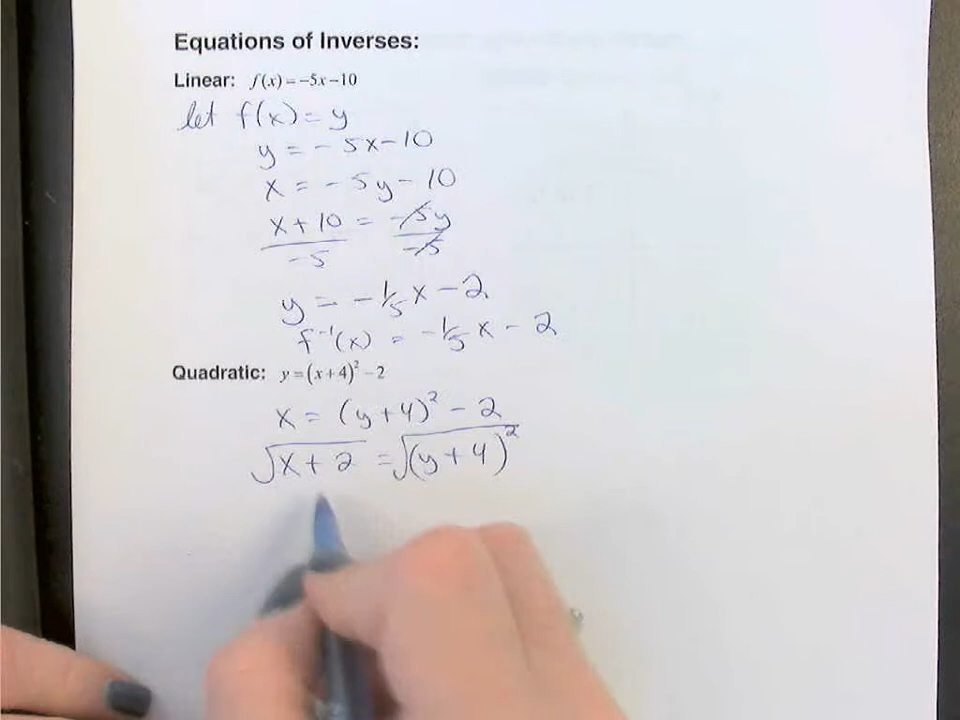 Equations of Inverses:
Linear: f(x) = -5x - 10
let f(x) = y
y = - 5x - 10
x = - 5y - 10
x + 10 = -5y
-5 -5
y = - 1/5 x - 2
f⁻¹(x) = - 1/5 x - 2
Quadratic: y = (x + 4)² - 2
x = (y + 4)² - 2
√x + 2 = √(y + 4)²